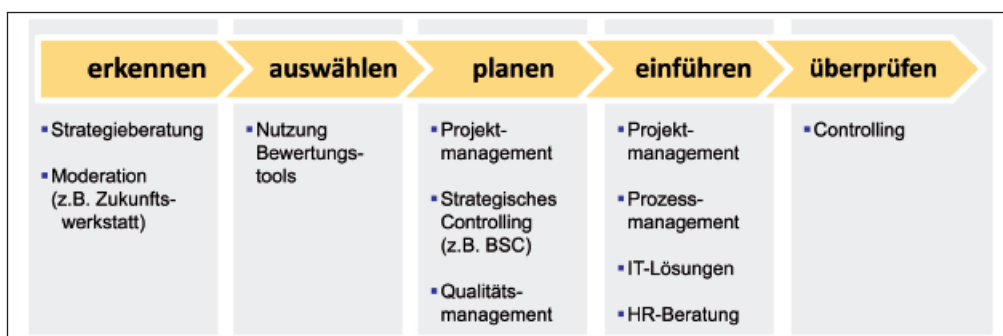 erkennen
auswählen
planen
einführen
überprüfen
▪ Strategieberatung
▪ Moderation
(z.B. Zukunfts-
werkstatt)
▪ Nutzung
Bewertungs-
tools
▪ Projekt-
management
▪ Strategisches
Controlling
(z.B. BSC)
▪ Qualitäts-
management
▪ Projekt-
management
▪ Prozess-
management
▪ IT-Lösungen
▪ HR-Beratung
▪ Controlling